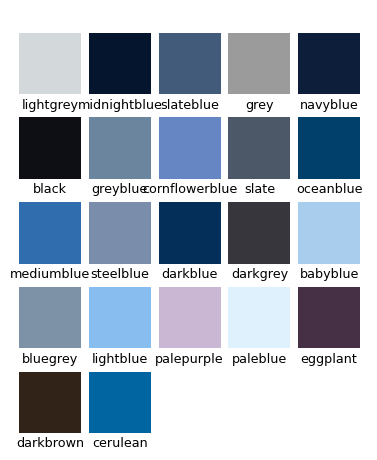 lightgrey midnightblue slateblue grey navyblue
black greyblue cornflowerblue slate oceanblue
mediumblue steelblue darkblue darkgrey babyblue
bluegrey lightblue palepurple paleblue eggplant
darkbrown cerulean